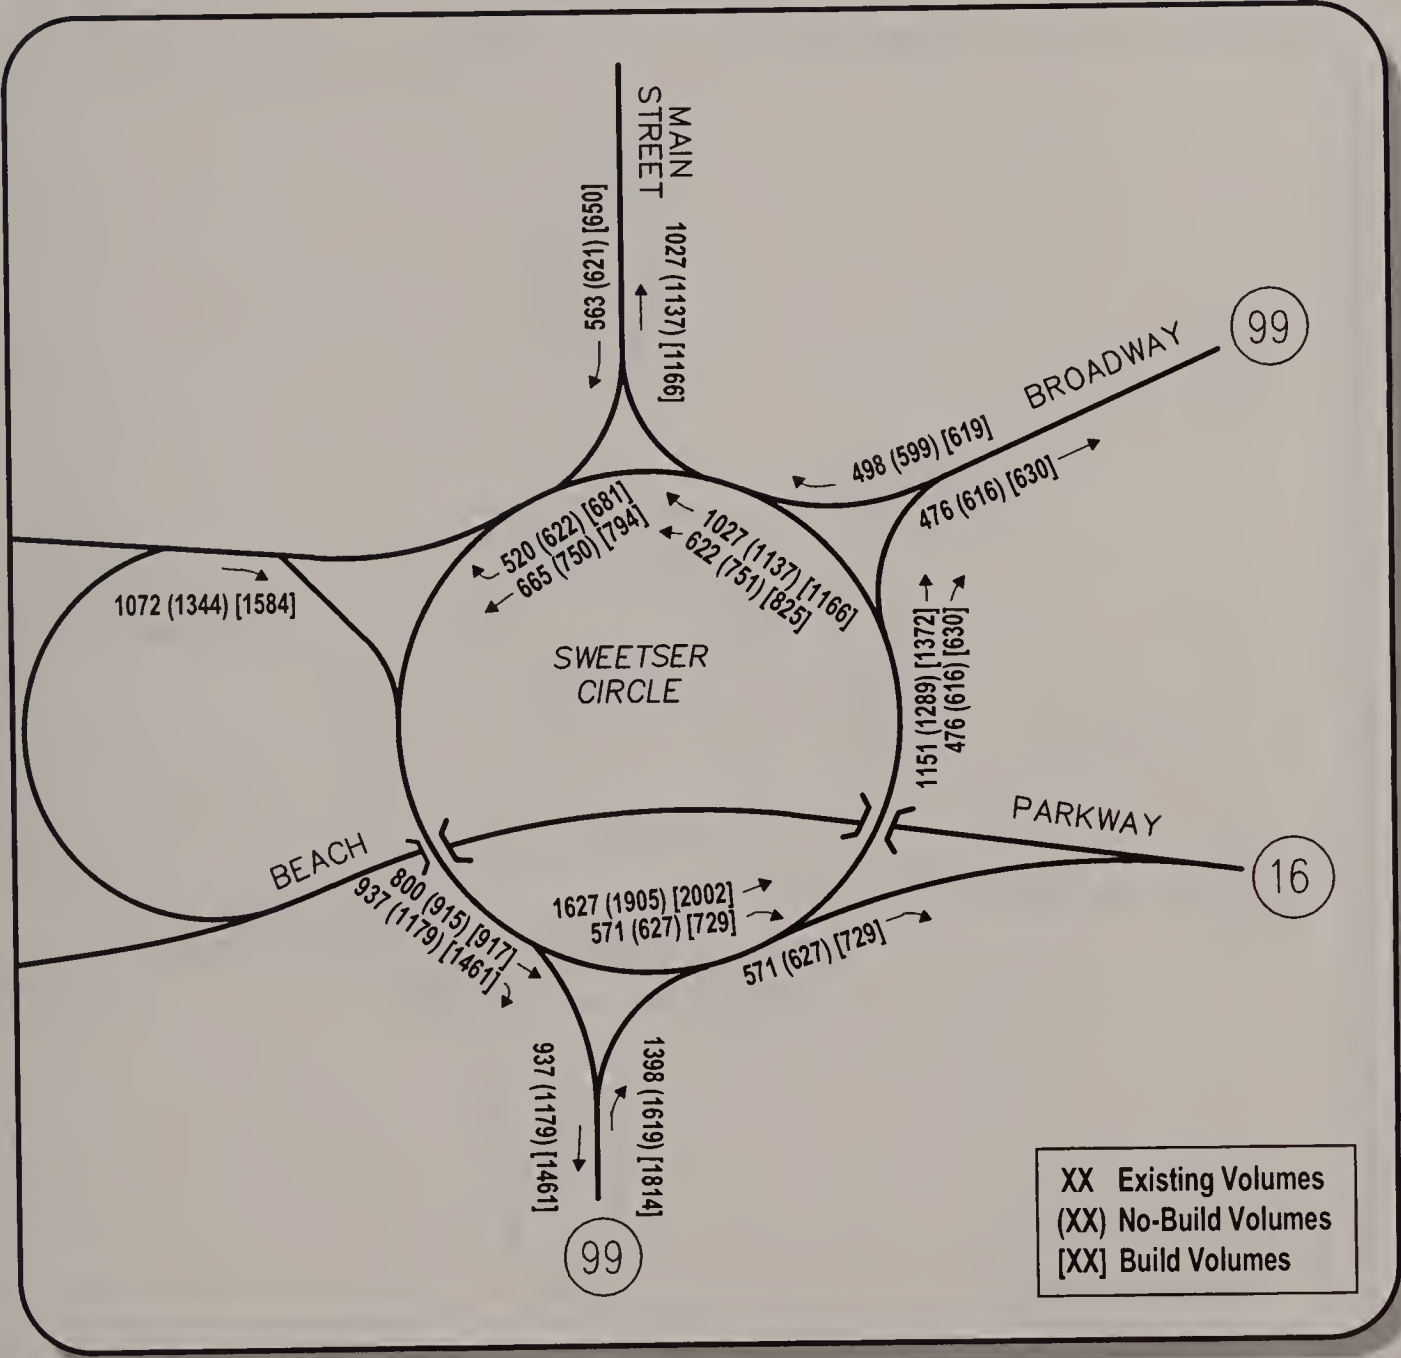 MAIN
STREET
563 (621) [650]
1027 (1137) [1166]
99
BROADWAY
498 (599) [619]
476 (616) [630]
520 (622) [681]
665 (750) [794]
1027 (1137) [1166]
622 (751) [825]
1072 (1344) [1584]
SWEETSER
CIRCLE
1151 (1289) [1372]
476 (616) [630]
PARKWAY
16
BEACH
800 (915) [917]
937 (1179) [1461]
1627 (1905) [2002]
571 (627) [729]
571 (627) [729]
937 (1179) [1461]
1398 (1619) [1814]
99
XX Existing Volumes
(XX) No-Build Volumes
[XX] Build Volumes